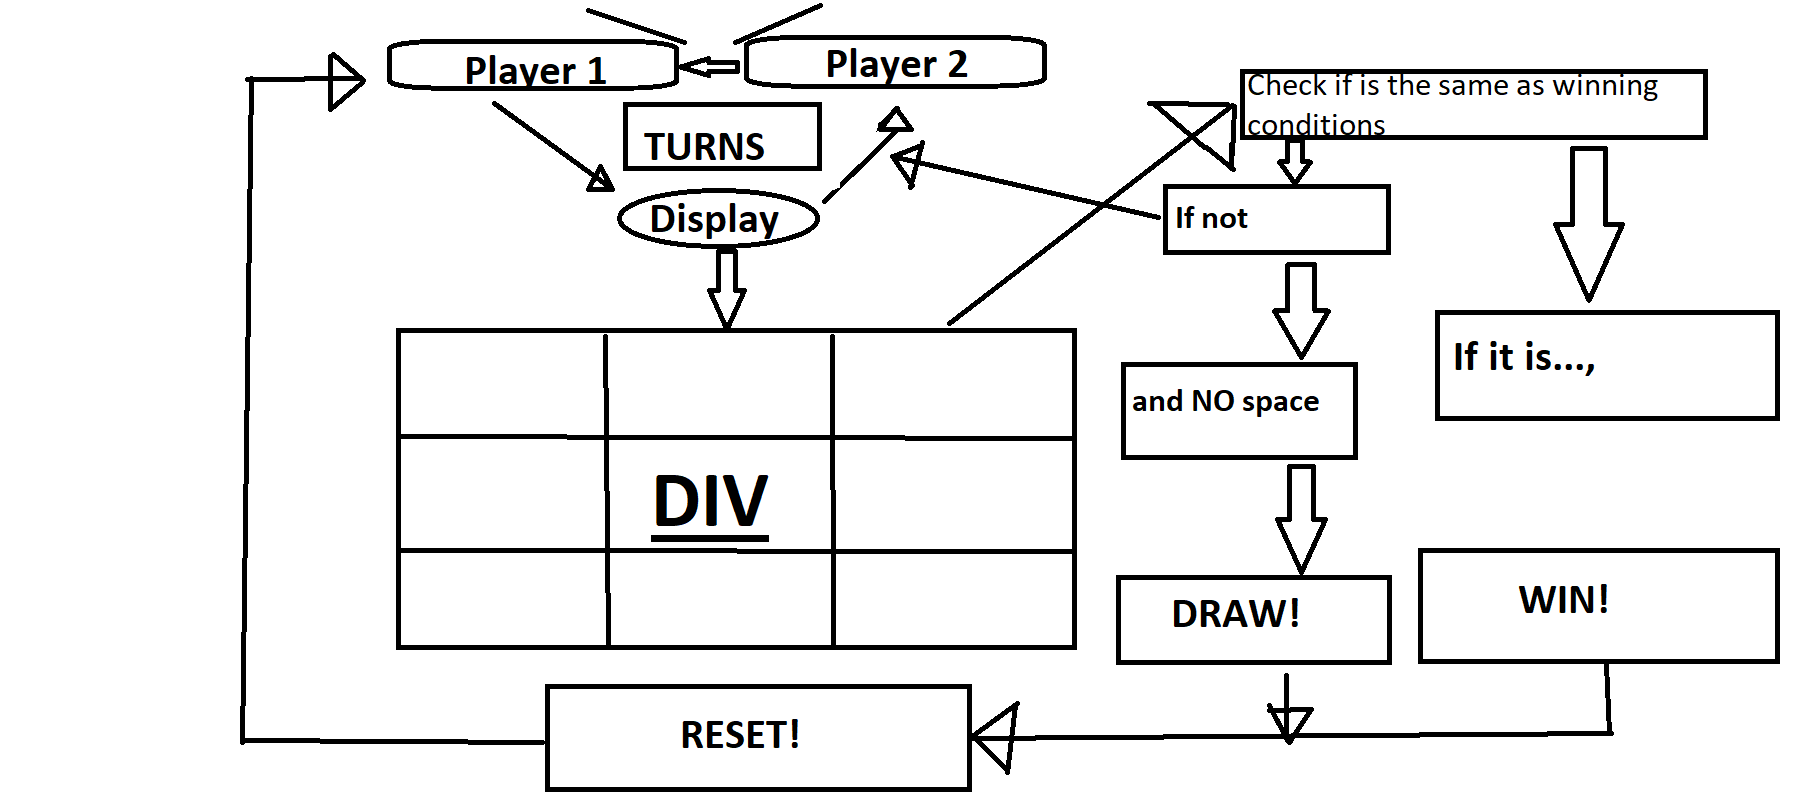 Player 1
Player 2
TURNS
Display
Check if is the same as winning
conditions
If not
If it is...,
and NO space
DIV
DRAW!
WIN!
RESET!